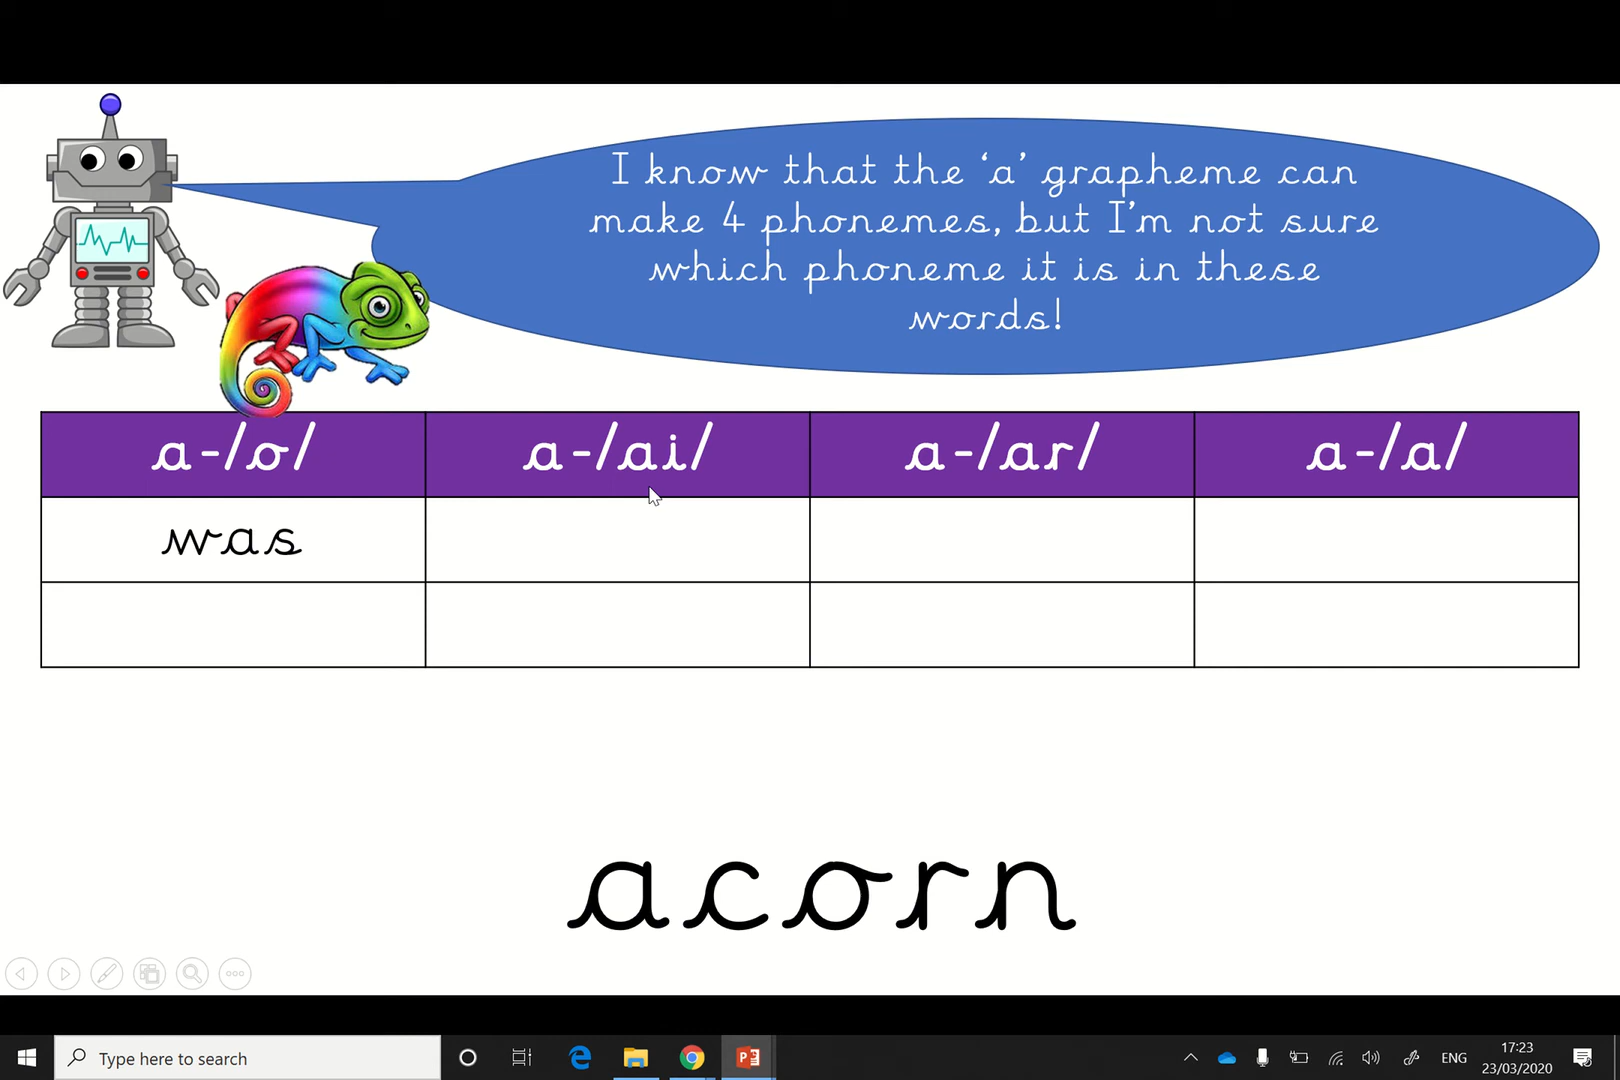 I know that the ‘a’ grapheme can
make 4 phonemes, but I’m not sure
which phoneme it is in these
words!
a-/o/ a-/ai/ a-/ar/ a-/a/
was
acorn
Type here to search
ENG
17:23
23/03/2020